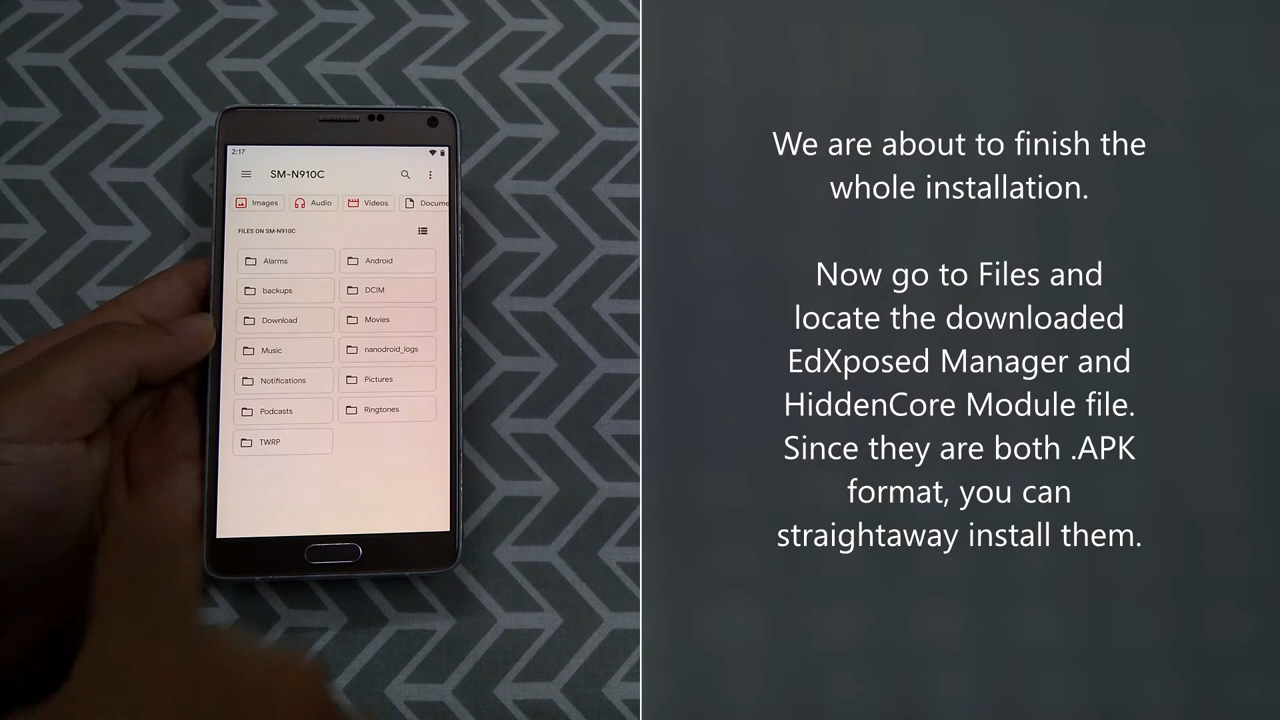 2:17
SM-N910C
Images
Audio
Videos
Docume
FILES ON SM-N910C
Alarms
Android
backups
DCIM
Download
Movies
Music
nanodroid_logs
Notifications
Pictures
Podcasts
Ringtones
TWRP
We are about to finish the
whole installation.
Now go to Files and
locate the downloaded
EdXposed Manager and
HiddenCore Module file.
Since they are both .APK
format, you can
straightaway install them.